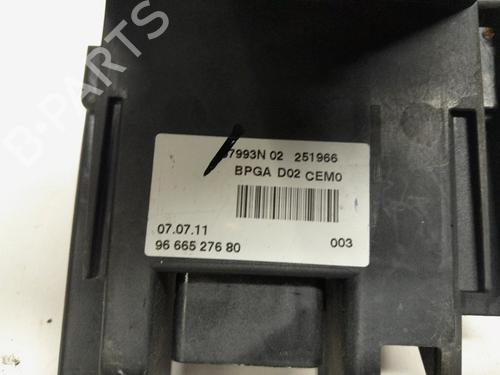 B-PARTS
7993N 02 251966
BPGA D02 CEM0
07.07.11
96 665 276 80 003